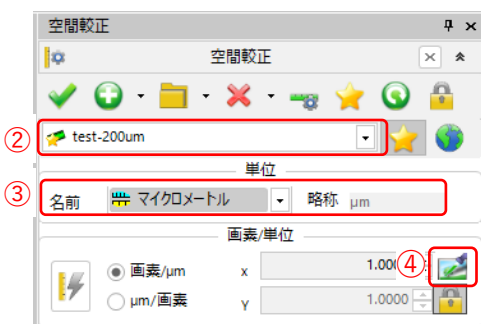 空間較正
空間較正
② test-200um
単位
③ 名前 マイクロメートル 略称 μm
画素/単位
画素/μm x 1.000 ④
μm/画素 Y 1.0000